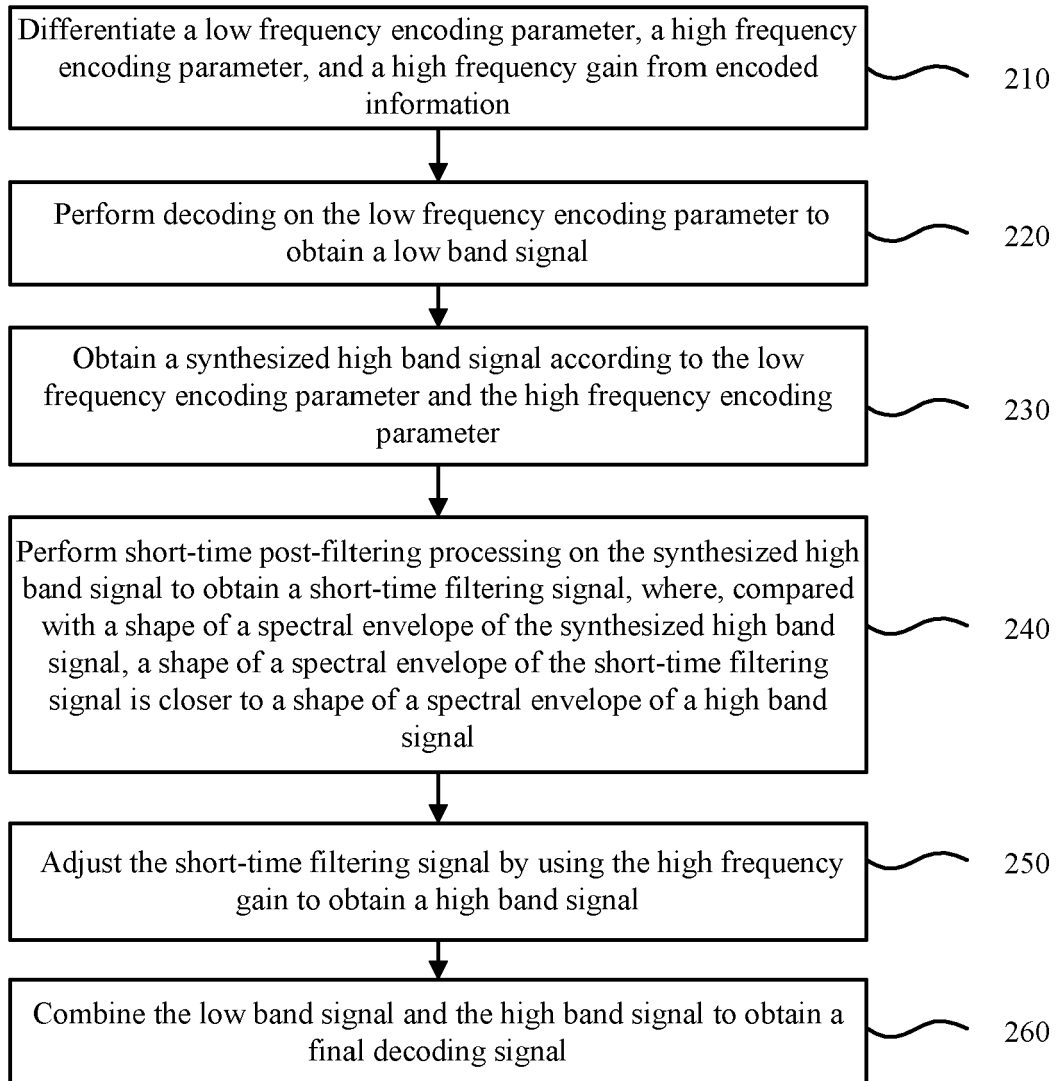 Differentiate a low frequency encoding parameter, a high frequency
encoding parameter, and a high frequency gain from encoded
information
210
Perform decoding on the low frequency encoding parameter to
obtain a low band signal
220
Obtain a synthesized high band signal according to the low
frequency encoding parameter and the high frequency encoding
parameter
230
Perform short-time post-filtering processing on the synthesized high
band signal to obtain a short-time filtering signal, where, compared
with a shape of a spectral envelope of the synthesized high band
signal, a shape of a spectral envelope of the short-time filtering
signal is closer to a shape of a spectral envelope of a high band
signal
240
Adjust the short-time filtering signal by using the high frequency
gain to obtain a high band signal
250
Combine the low band signal and the high band signal to obtain a
final decoding signal
260